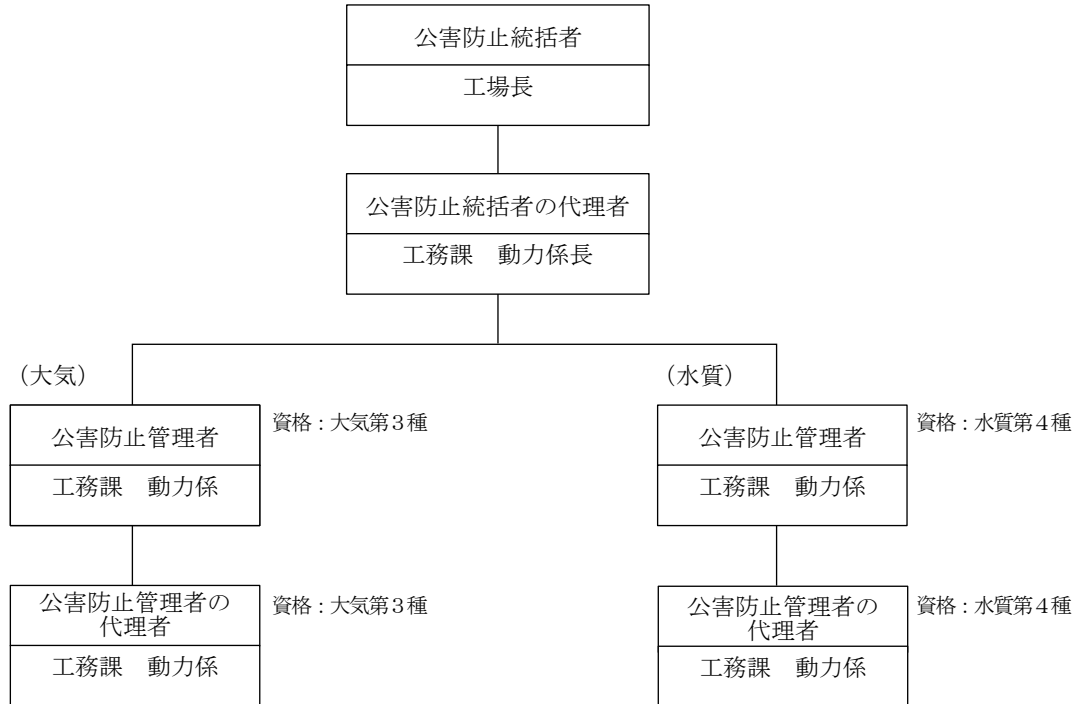 公害防止統括者
工場長
公害防止統括者の代理者
工務課　動力係長
（大気）
公害防止管理者
工務課　動力係
資格：大気第３種
公害防止管理者の
代理者
工務課　動力係
資格：大気第３種
（水質）
公害防止管理者
工務課　動力係
資格：水質第４種
公害防止管理者の
代理者
工務課　動力係
資格：水質第４種